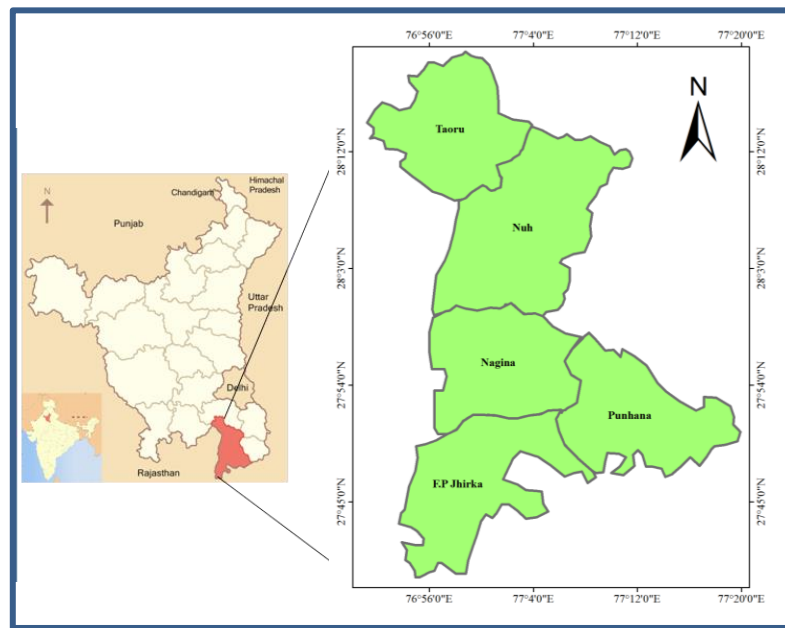 N
Chandigarh
Himachal
Pradesh
Punjab
Uttar
Pradesh
Delhi
Rajasthan
76°56'0"E 77°4'0"E 77°12'0"E 77°20'0"E
28°12'0"N
28°3'0"N
27°54'0"N
27°45'0"N
N
Taoru
Nuh
Nagina
Punhana
F.P Jhirka
28°12'0"N
28°3'0"N
27°54'0"N
27°45'0"N
76°56'0"E 77°4'0"E 77°12'0"E 77°20'0"E